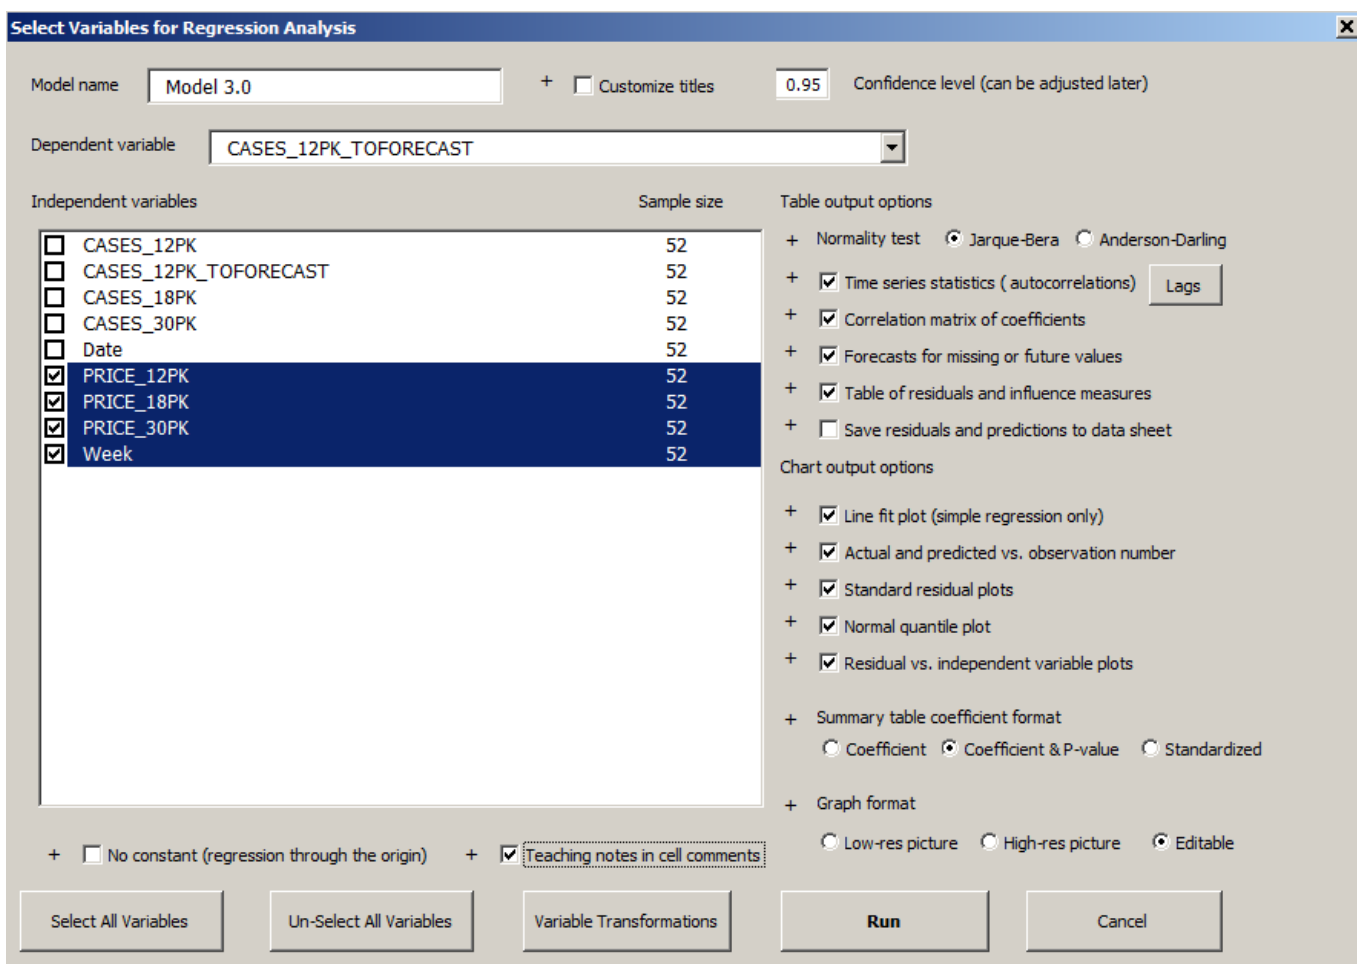 Select Variables for Regression Analysis
Model name Model 3.0 + Customize titles 0.95 Confidence level (can be adjusted later)
Dependent variable CASES_12PK_TOFORECAST
Independent variables Sample size
CASES_12PK 52
CASES_12PK_TOFORECAST 52
CASES_18PK 52
CASES_30PK 52
Date 52
PRICE_12PK 52
PRICE_18PK 52
PRICE_30PK 52
Week 52
+ No constant (regression through the origin) + Teaching notes in cell comments
Table output options
+ Normality test Jarque-Bera Anderson-Darling
+ Time series statistics ( autocorrelations) Lags
+ Correlation matrix of coefficients
+ Forecasts for missing or future values
+ Table of residuals and influence measures
+ Save residuals and predictions to data sheet
Chart output options
+ Line fit plot (simple regression only)
+ Actual and predicted vs. observation number
+ Standard residual plots
+ Normal quantile plot
+ Residual vs. independent variable plots
+ Summary table coefficient format
Coefficient Coefficient & P-value Standardized
+ Graph format
Low-res picture High-res picture Editable
Select All Variables Un-Select All Variables Variable Transformations Run Cancel